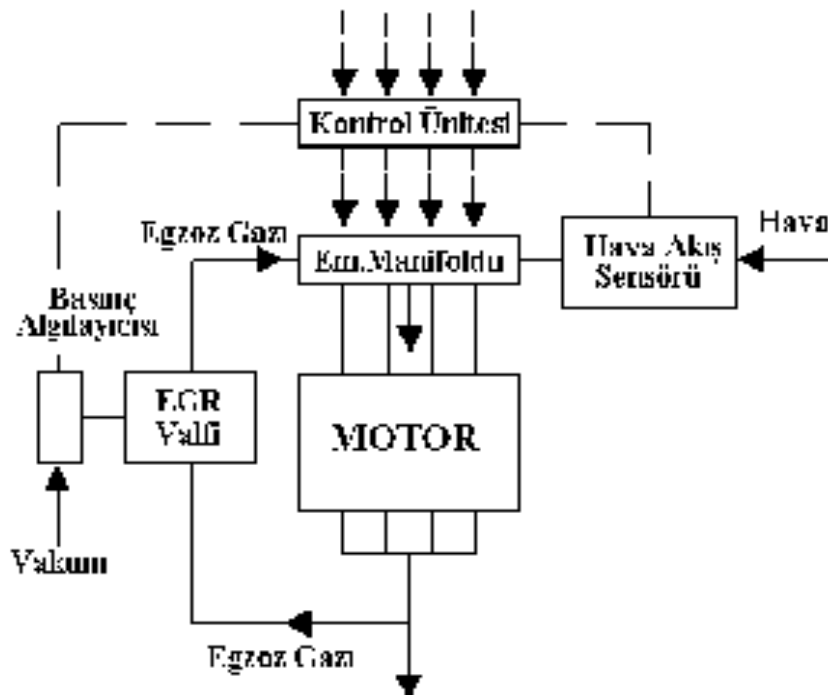 Kontrol Ünitesi
Egzoz Gazı
Em.Manifoldu
Hava Akış
Sensörü
Hava
Basınç
Algılayıcısı
EGR
Valfi
MOTOR
Vakum
Egzoz Gazı